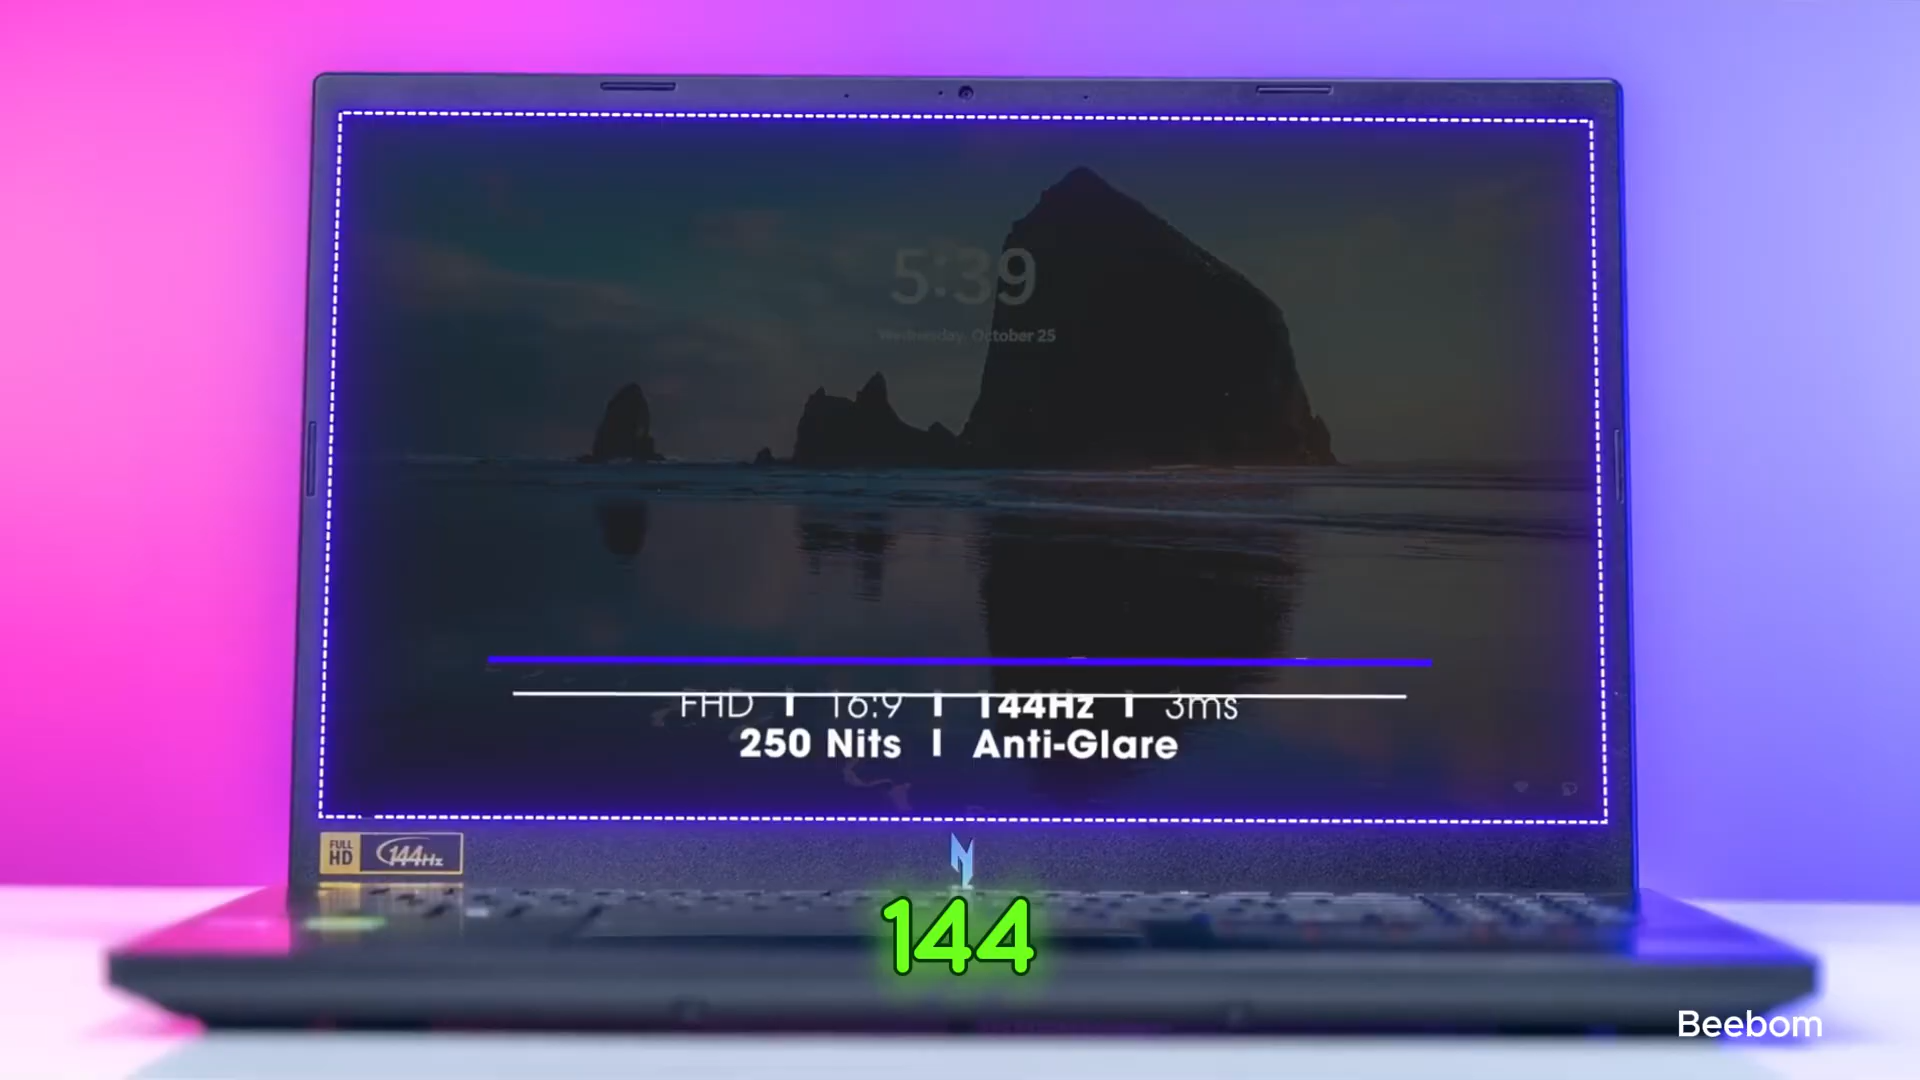 5:39
Wednesday, October 25
FHD I 16:9 I 144Hz I 3ms
250 Nits I Anti-Glare
FULL HD 144Hz
144
Beebom